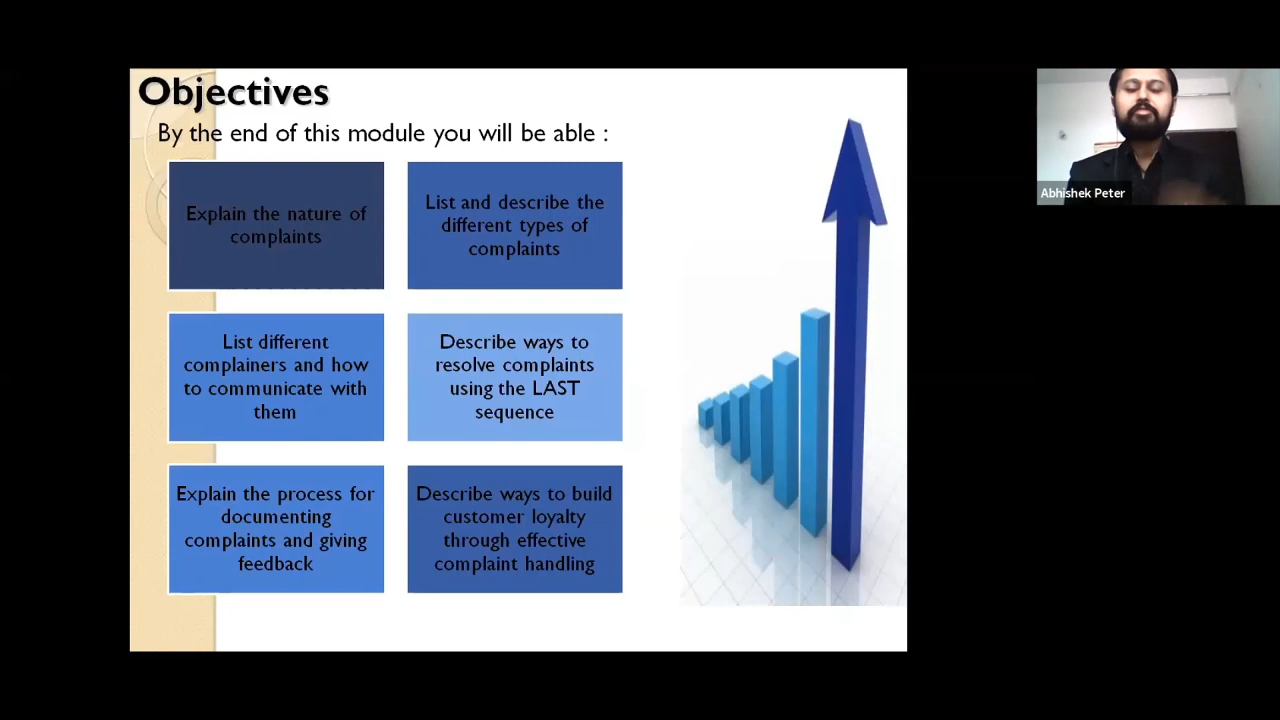 Objectives
By the end of this module you will be able :
Explain the nature of
complaints
List and describe the
different types of
complaints
List different
complainers and how
to communicate with
them
Describe ways to
resolve complaints
using the LAST
sequence
Explain the process for
documenting
complaints and giving
feedback
Describe ways to build
customer loyalty
through effective
complaint handling
Abhishek Peter